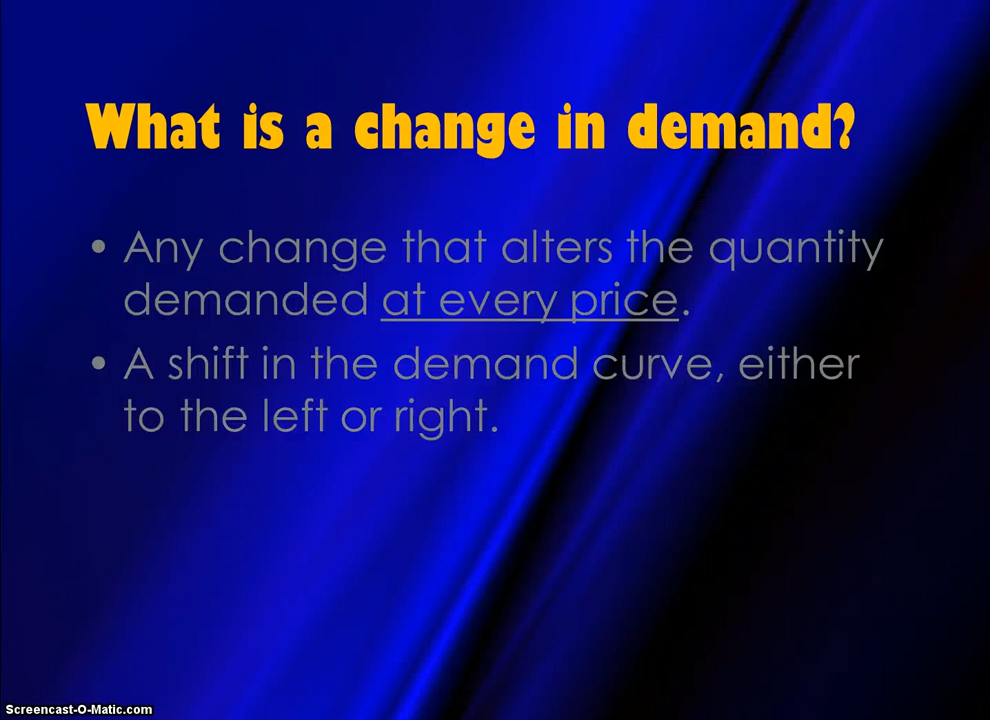 What is a change in demand?
• Any change that alters the quantity
demanded at every price.
• A shift in the demand curve, either
to the left or right.
Screencast-O-Matic.com